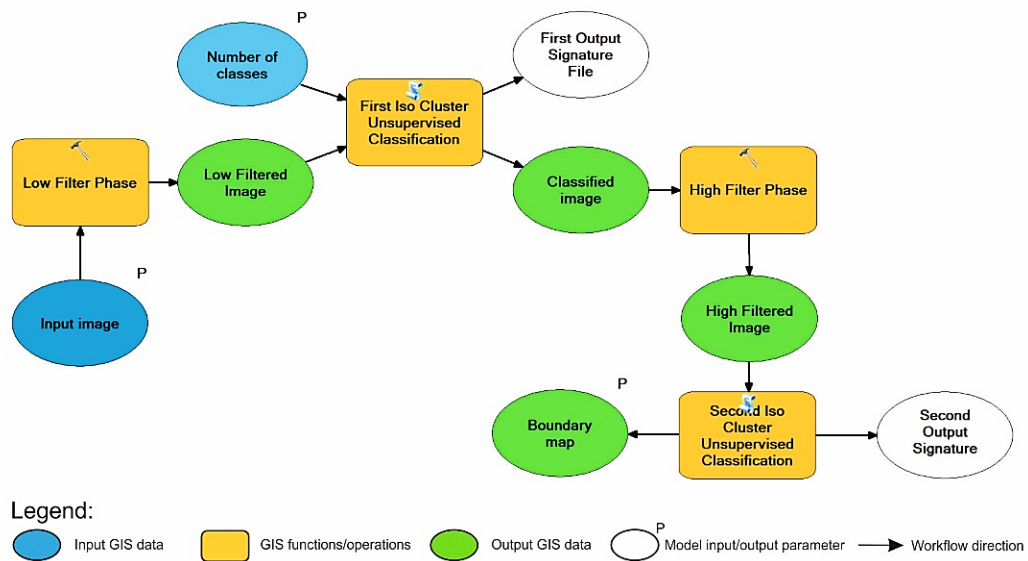 P
Number of
classes
First Output
Signature
File
First Iso Cluster
Unsupervised
Classification
Low Filter Phase
Low Filtered
Image
Classified
image
High Filter Phase
P
Input image
High Filtered
Image
P
Boundary
map
Second Iso
Cluster
Unsupervised
Classification
Second
Output
Signature
Legend:
Input GIS data
GIS functions/operations
Output GIS data
P
Model input/output parameter
Workflow direction